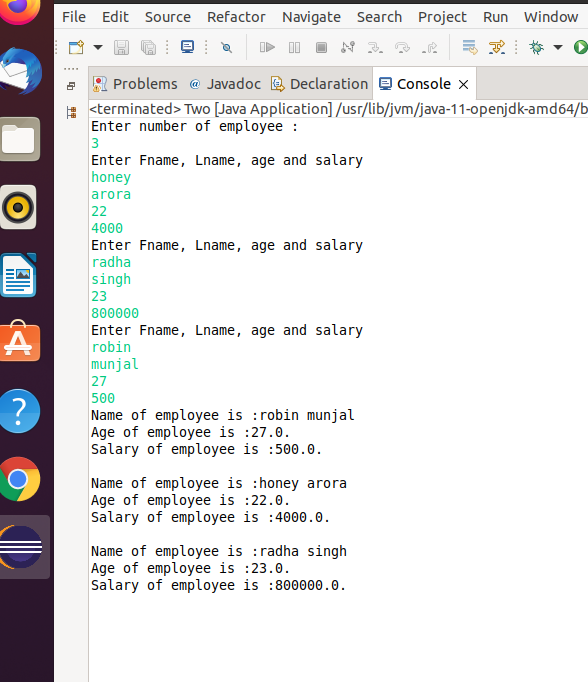 File Edit Source Refactor Navigate Search Project Run Window
Problems @ Javadoc Declaration Console
<terminated> Two [Java Application] /usr/lib/jvm/java-11-openjdk-amd64/b
Enter number of employee :
3
Enter Fname, Lname, age and salary
honey
arora
22
4000
Enter Fname, Lname, age and salary
radha
singh
23
800000
Enter Fname, Lname, age and salary
robin
munjal
27
500
Name of employee is :robin munjal
Age of employee is :27.0.
Salary of employee is :500.0.
Name of employee is :honey arora
Age of employee is :22.0.
Salary of employee is :4000.0.
Name of employee is :radha singh
Age of employee is :23.0.
Salary of employee is :800000.0.